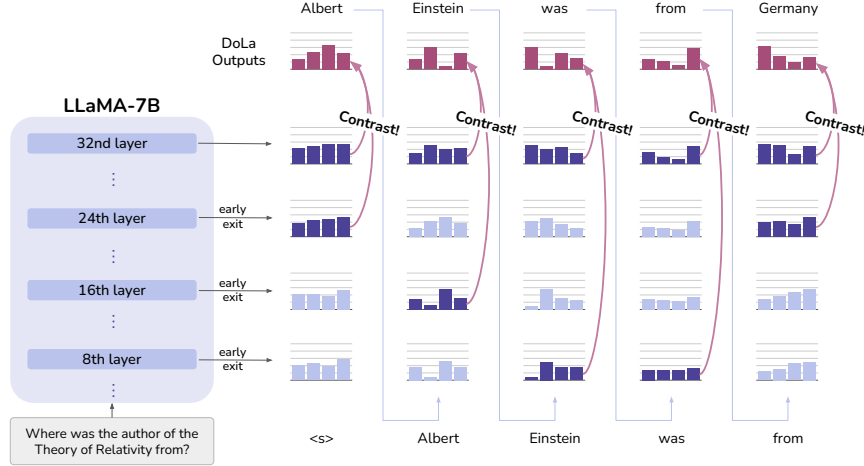 Albert Einstein was from Germany
DoLa
Outputs
LLaMA-7B
Contrast! Contrast! Contrast! Contrast! Contrast!
32nd layer
24th layer
early
exit
16th layer
early
exit
8th layer
early
exit
Where was the author of the
Theory of Relativity from?
<s> Albert Einstein was from